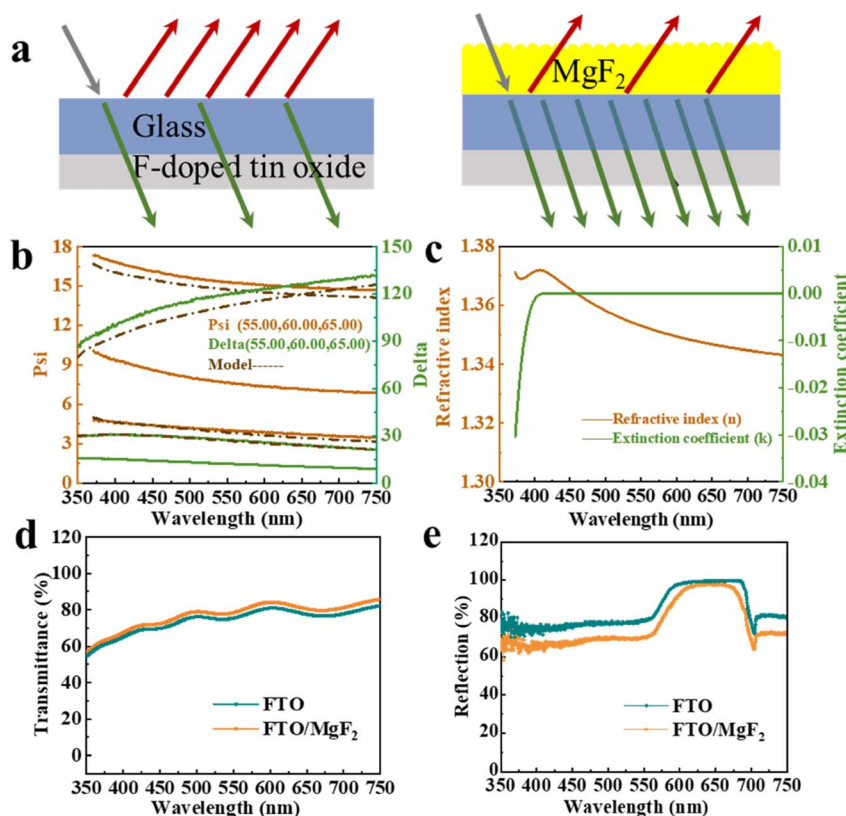 a
Glass
F-doped tin oxide
MgF₂
b
18
15
12
9
6
3
0
Psi
150
120
90
60
30
0
Delta
Psi (55.00,60.00,65.00)
Delta(55.00,60.00,65.00)
Model------
350 400 450 500 550 600 650 700 750
Wavelength (nm)
c
1.38
1.36
1.34
1.32
1.30
Refractive index
0.01
0.00
-0.01
-0.02
-0.03
-0.04
Extinction coefficient
Refractive index (n)
Extinction coefficient (k)
350 400 450 500 550 600 650 700 750
Wavelength (nm)
d
120
100
80
60
40
20
0
Transmittance (%)
FTO
FTO/MgF₂
350 400 450 500 550 600 650 700 750
Wavelength (nm)
e
120
100
80
60
40
20
0
Reflection (%)
FTO
FTO/MgF₂
350 400 450 500 550 600 650 700 750
Wavelength (nm)